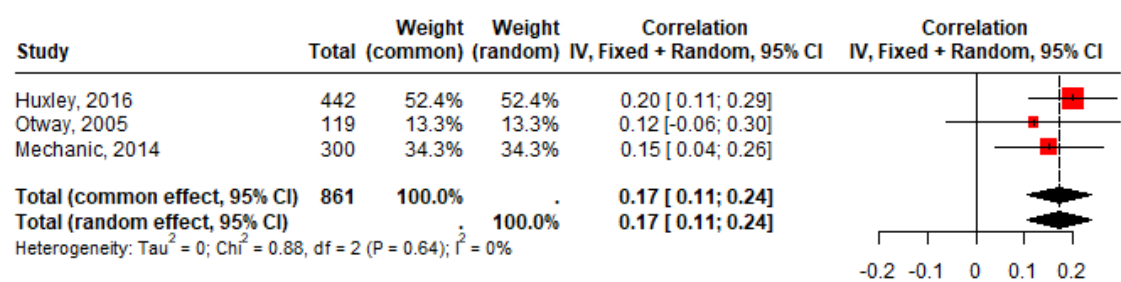 Weight Weight Correlation Correlation
Study Total (common) (random) IV, Fixed + Random, 95% CI IV, Fixed + Random, 95% CI
Huxley, 2016 442 52.4% 52.4% 0.20 [ 0.11; 0.29]
Otway, 2005 119 13.3% 13.3% 0.12 [-0.06; 0.30]
Mechanic, 2014 300 34.3% 34.3% 0.15 [ 0.04; 0.26]
Total (common effect, 95% CI) 861 100.0% . 0.17 [ 0.11; 0.24]
Total (random effect, 95% CI) . 100.0% 0.17 [ 0.11; 0.24]
Heterogeneity: Tau² = 0; Chi² = 0.88, df = 2 (P = 0.64); I² = 0%
-0.2 -0.1 0 0.1 0.2